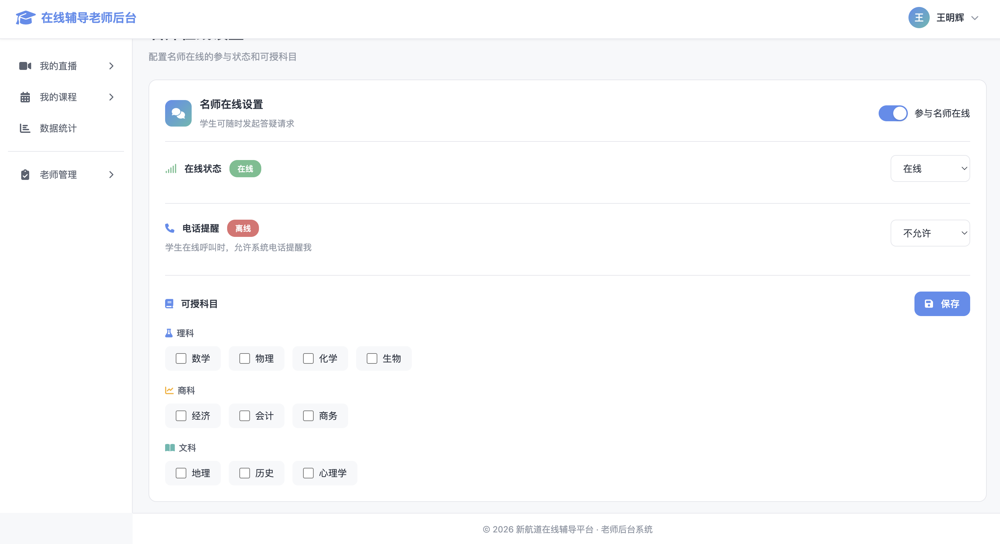 在线辅导老师后台
王 王明辉
我的直播
我的课程
数据统计
老师管理
配置名师在线的参与状态和可授科目
名师在线设置
学生可随时发起答疑请求
参与名师在线
在线状态 在线
在线
电话提醒 离线
学生在线呼叫时，允许系统电话提醒我
不允许
可授科目
保存
理科
数学 物理 化学 生物
商科
经济 会计 商务
文科
地理 历史 心理学
© 2026 新航道在线辅导平台 · 老师后台系统